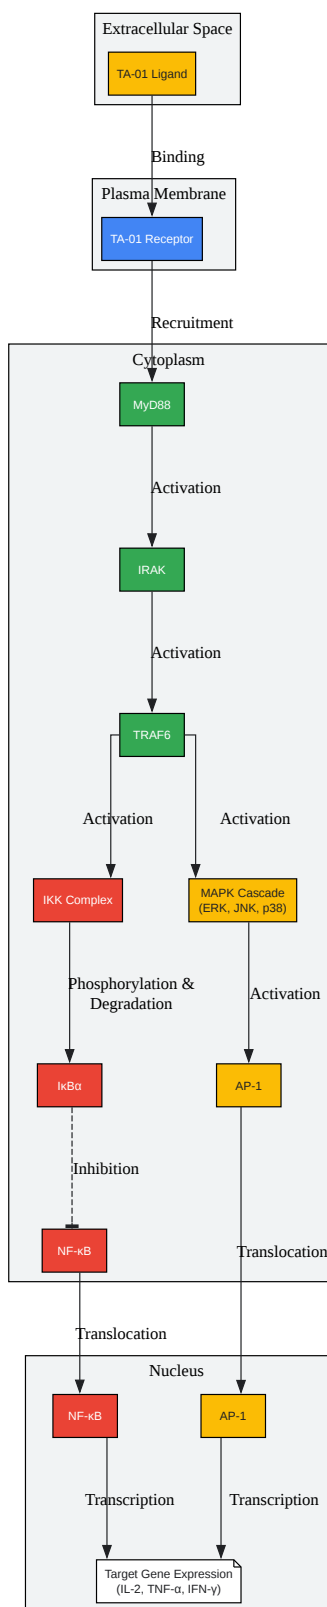 Extracellular Space
TA-01 Ligand
Binding
Plasma Membrane
TA-01 Receptor
Recruitment
Cytoplasm
MyD88
Activation
IRAK
Activation
TRAF6
Activation
Activation
IKK Complex
MAPK Cascade
(ERK, JNK, p38)
Phosphorylation &
Degradation
Activation
IκBα
AP-1
Inhibition
NF-κB
Translocation
Translocation
Nucleus
NF-κB
AP-1
Transcription
Transcription
Target Gene Expression
(IL-2, TNF-α, IFN-γ)